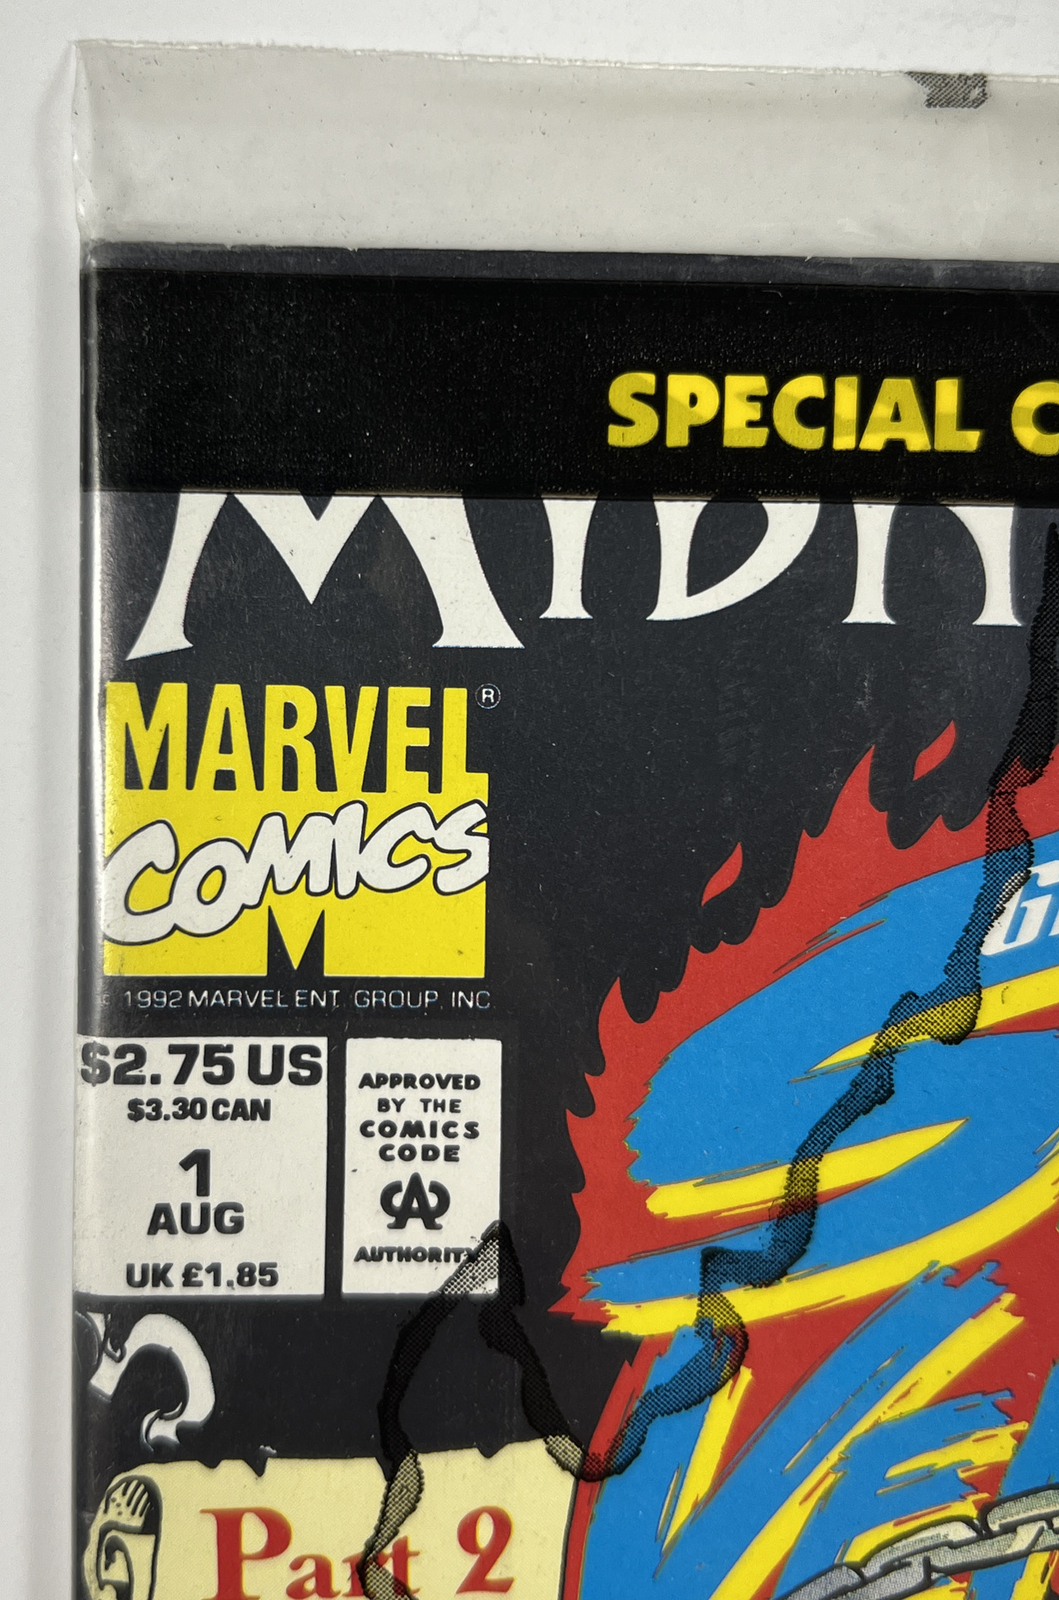 SPECIAL C
MIDN
MARVEL®
COMICS
M
© 1992 MARVEL ENT. GROUP, INC.
$2.75 US
$3.30 CAN
1
AUG
UK £1.85
APPROVED
BY THE
COMICS
CODE
CA
AUTHORITY
Part 2